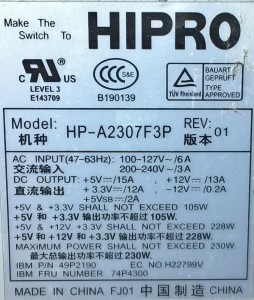 Make The
Switch To HIPRO
c RU US
LEVEL 3
E143709
CCC S&E
B190139
TÜV Rheinland
BAUART
GEPRÜFT
TYPE
APPROVED
Model: HP-A2307F3P REV: 01
机种 版本
AC INPUT(47-63Hz): 100-127V~/6A
交流输入 200-240V~/3A
DC OUTPUT: +5V⎓/15A +12V⎓/13A
直流输出: +3.3V⎓/12A -12V⎓/0.2A
+5VSB⎓/2A
+5V & +3.3V SHALL NOT EXCEED 105W
+5V 和 +3.3V 输出功率不超过 105W.
+5V & +12V & +3.3V SHALL NOT EXCEED 228W
+5V 和 +12V 和 +3.3V 输出功率不超过 228W.
MAXIMUM POWER SHALL NOT EXCEED 230W
最大总输出功率不超过 230W.
IBM P/N 49P2190 EC NO.H22799V
IBM FRU NUMBER 74P4400
MADE IN CHINA FJ01 中国制造